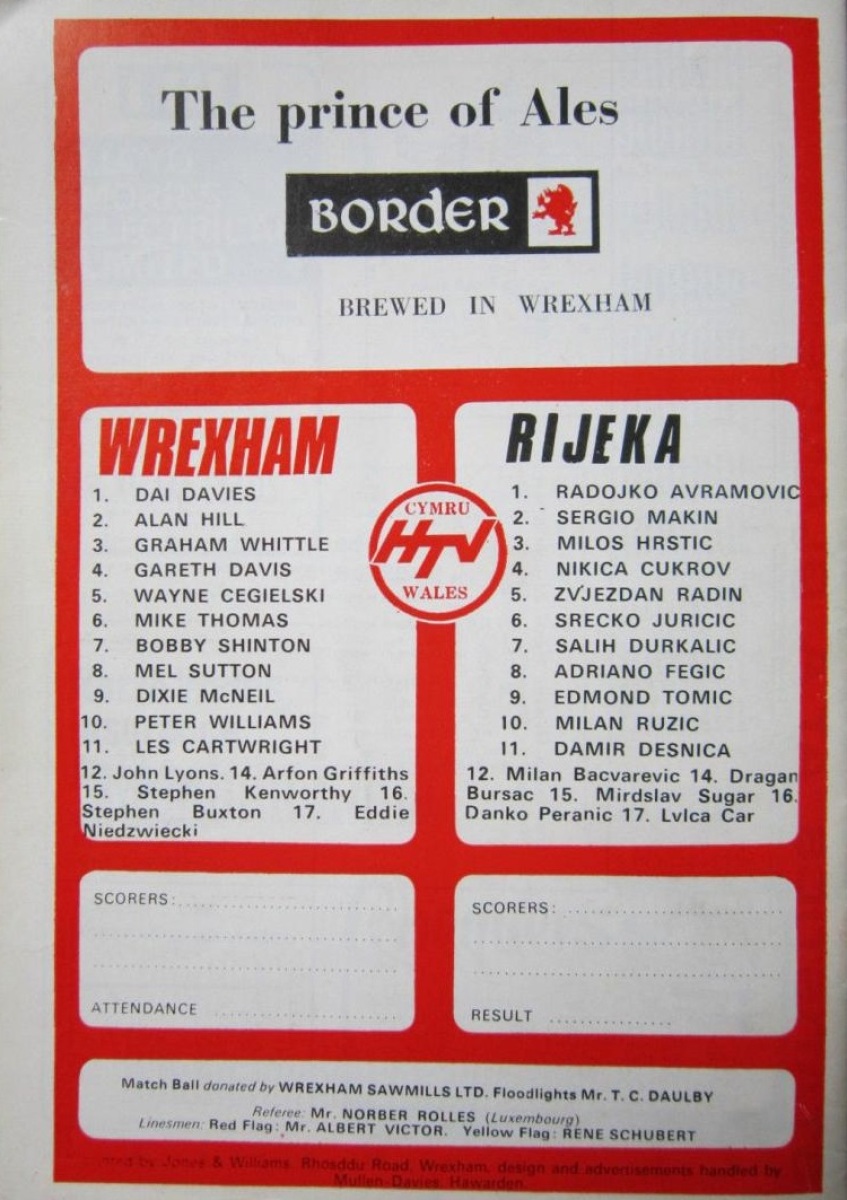 The prince of Ales
BORDER
BREWED IN WREXHAM
WREXHAM
1. DAI DAVIES
2. ALAN HILL
3. GRAHAM WHITTLE
4. GARETH DAVIS
5. WAYNE CEGIELSKI
6. MIKE THOMAS
7. BOBBY SHINTON
8. MEL SUTTON
9. DIXIE McNEIL
10. PETER WILLIAMS
11. LES CARTWRIGHT
12. John Lyons. 14. Arfon Griffiths
15. Stephen Kenworthy 16.
Stephen Buxton 17. Eddie
Niedzwiecki
CYMRU
HTV
WALES
RIJEKA
1. RADOJKO AVRAMOVIC
2. SERGIO MAKIN
3. MILOS HRSTIC
4. NIKICA CUKROV
5. ZVJEZDAN RADIN
6. SRECKO JURICIC
7. SALIH DURKALIC
8. ADRIANO FEGIC
9. EDMOND TOMIC
10. MILAN RUZIC
11. DAMIR DESNICA
12. Milan Bacvarevic 14. Dragan
Bursac 15. Mirdslav Sugar 16.
Danko Peranic 17. Lvlca Car
SCORERS:
ATTENDANCE
SCORERS:
RESULT
Match Ball donated by WREXHAM SAWMILLS LTD. Floodlights Mr. T. C. DAULBY
Referee: Mr. NORBER ROLLES (Luxembourg)
Linesmen: Red Flag: Mr. ALBERT VICTOR. Yellow Flag: RENE SCHUBERT
by Jones & Williams, Rhosddu Road, Wrexham, design and advertisements handled by
Mullen-Davies, Hawarden.